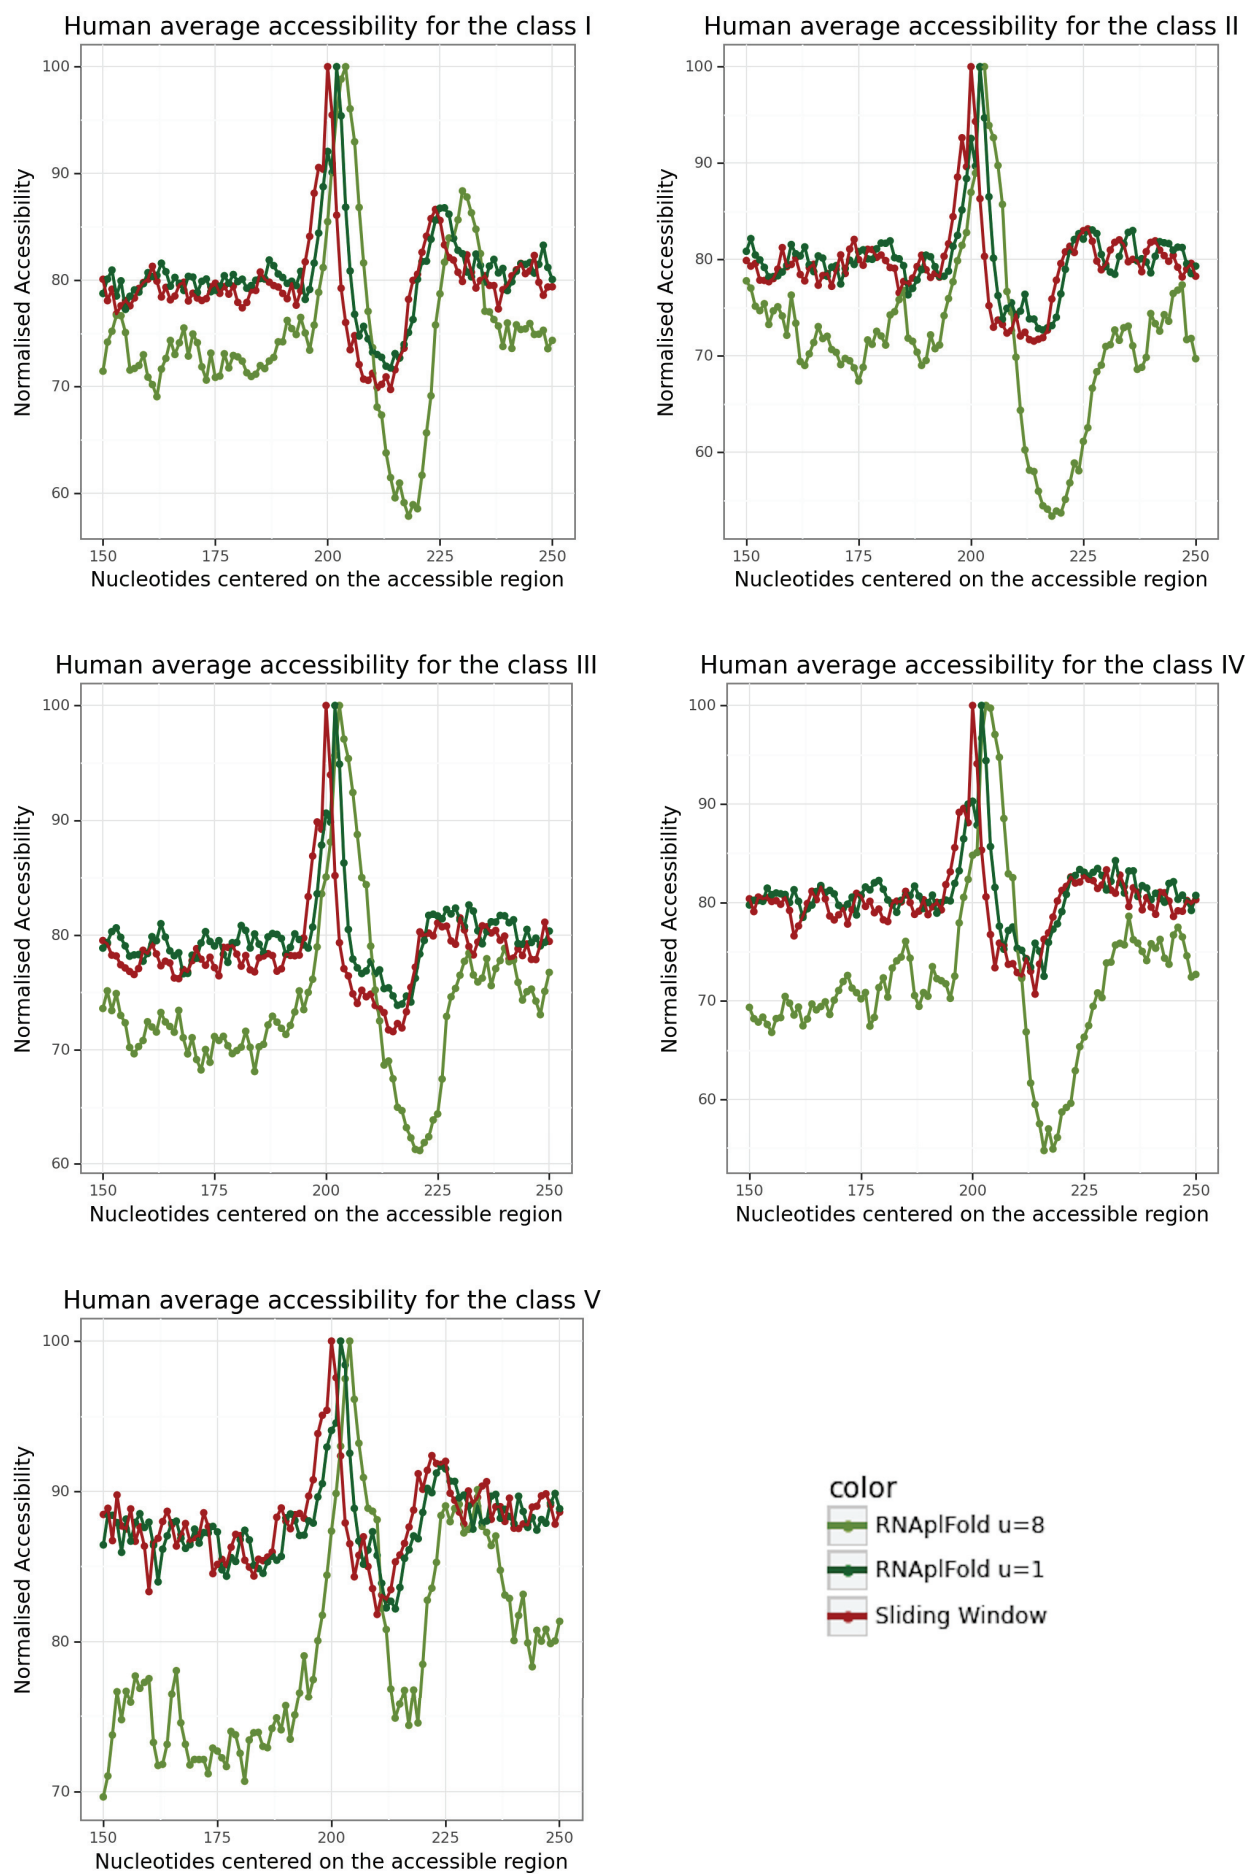 Human average accessibility for the class I
100
90
80
70
60
Normalised Accessibility
150 175 200 225 250
Nucleotides centered on the accessible region
Human average accessibility for the class II
100
90
80
70
60
Normalised Accessibility
150 175 200 225 250
Nucleotides centered on the accessible region
Human average accessibility for the class III
100
90
80
70
60
Normalised Accessibility
150 175 200 225 250
Nucleotides centered on the accessible region
Human average accessibility for the class IV
100
90
80
70
60
Normalised Accessibility
150 175 200 225 250
Nucleotides centered on the accessible region
Human average accessibility for the class V
100
90
80
70
Normalised Accessibility
150 175 200 225 250
Nucleotides centered on the accessible region
color
RNAplFold u=8
RNAplFold u=1
Sliding Window